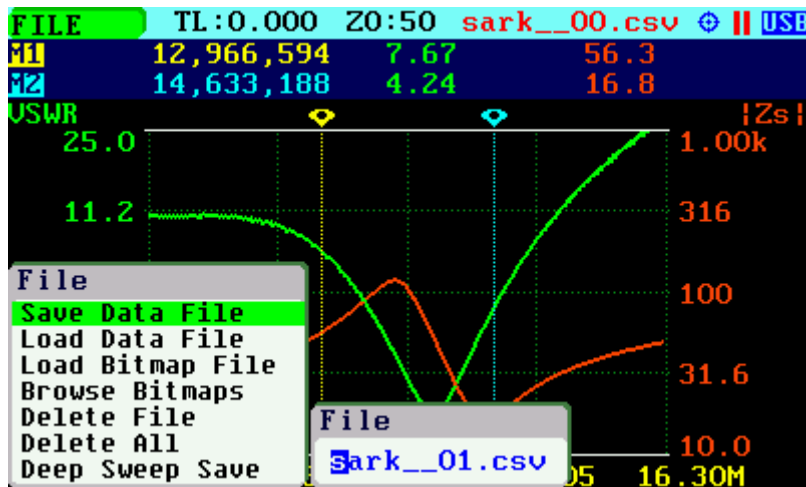 FILE TL:0.000 Z0:50 sark__00.csv USB
M1 12,966,594 7.67 56.3
M2 14,633,188 4.24 16.8
VSWR |Zs|
25.0 1.00k
11.2 316
File
100
Save Data File
Load Data File
Load Bitmap File
31.6
Browse Bitmaps
Delete File
File
Delete All
10.0
sark__01.csv
Deep Sweep Save
05 16.30M